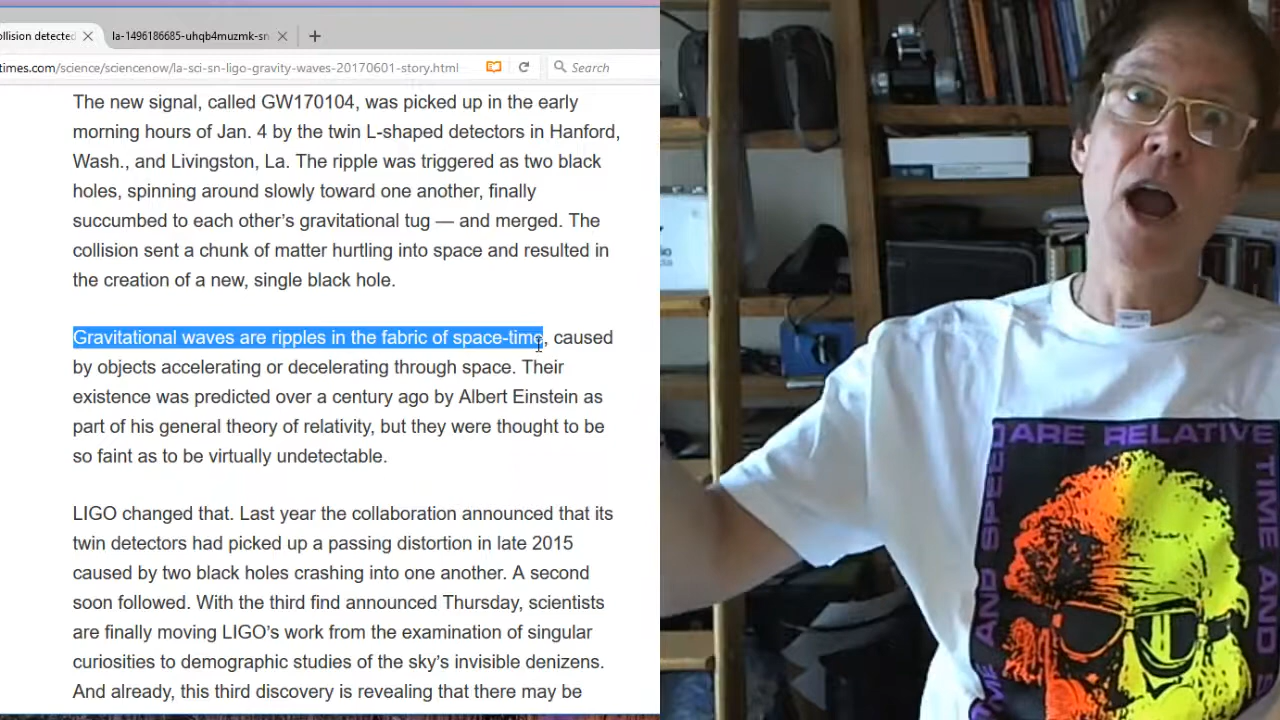 ollision detected
la-1496186685-uhqb4muzmk-sn
times.com/science/sciencenow/la-sci-sn-ligo-gravity-waves-20170601-story.html
Search
The new signal, called GW170104, was picked up in the early
morning hours of Jan. 4 by the twin L-shaped detectors in Hanford,
Wash., and Livingston, La. The ripple was triggered as two black
holes, spinning around slowly toward one another, finally
succumbed to each other’s gravitational tug — and merged. The
collision sent a chunk of matter hurtling into space and resulted in
the creation of a new, single black hole.
Gravitational waves are ripples in the fabric of space-time, caused
by objects accelerating or decelerating through space. Their
existence was predicted over a century ago by Albert Einstein as
part of his general theory of relativity, but they were thought to be
so faint as to be virtually undetectable.
LIGO changed that. Last year the collaboration announced that its
twin detectors had picked up a passing distortion in late 2015
caused by two black holes crashing into one another. A second
soon followed. With the third find announced Thursday, scientists
are finally moving LIGO’s work from the examination of singular
curiosities to demographic studies of the sky’s invisible denizens.
And already, this third discovery is revealing that there may be
ME AND SPEED
ARE RELATIVE
TIME AND S